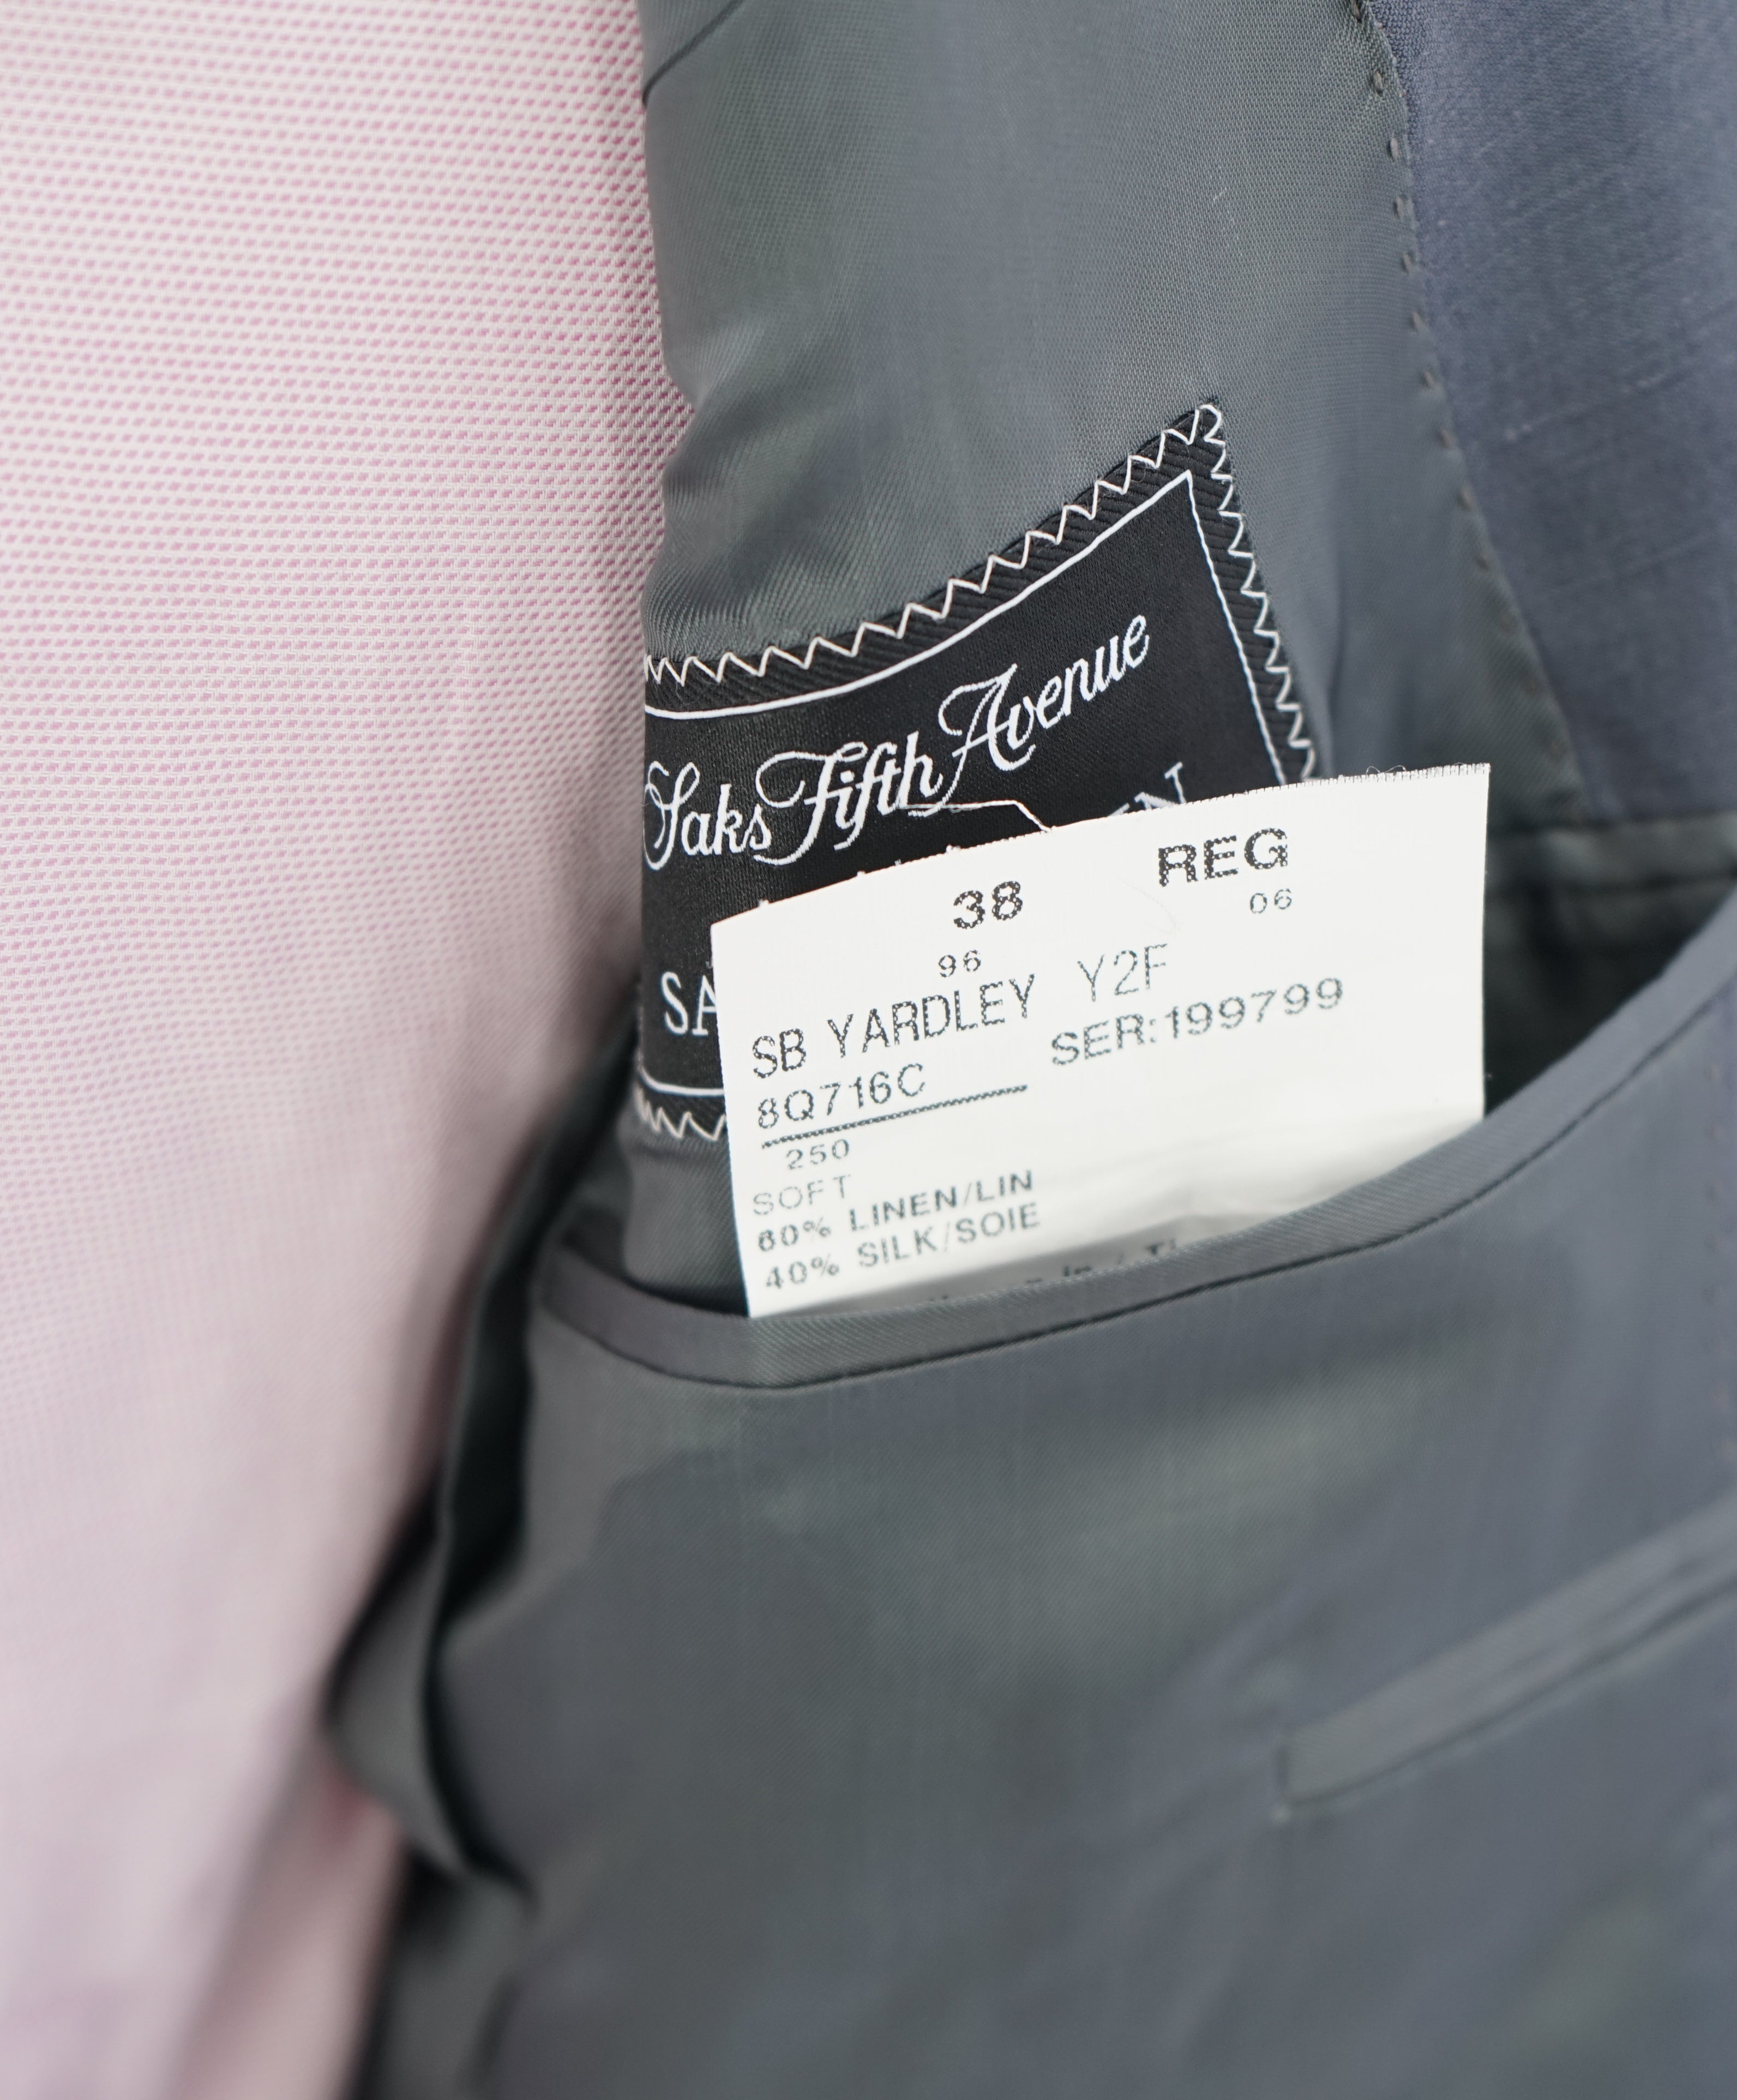 Saks Fifth Avenue
38 REG
96 06
SB YARDLEY Y2F
8Q716C SER:199799
250
SOFT
60% LINEN/LIN
40% SILK/SOIE